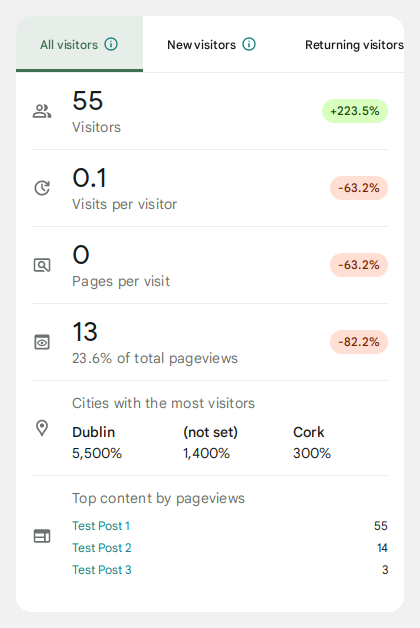 All visitors New visitors Returning visitors
55 +223.5%
Visitors
0.1 -63.2%
Visits per visitor
0 -63.2%
Pages per visit
13 -82.2%
23.6% of total pageviews
Cities with the most visitors
Dublin (not set) Cork
5,500% 1,400% 300%
Top content by pageviews
Test Post 1 55
Test Post 2 14
Test Post 3 3